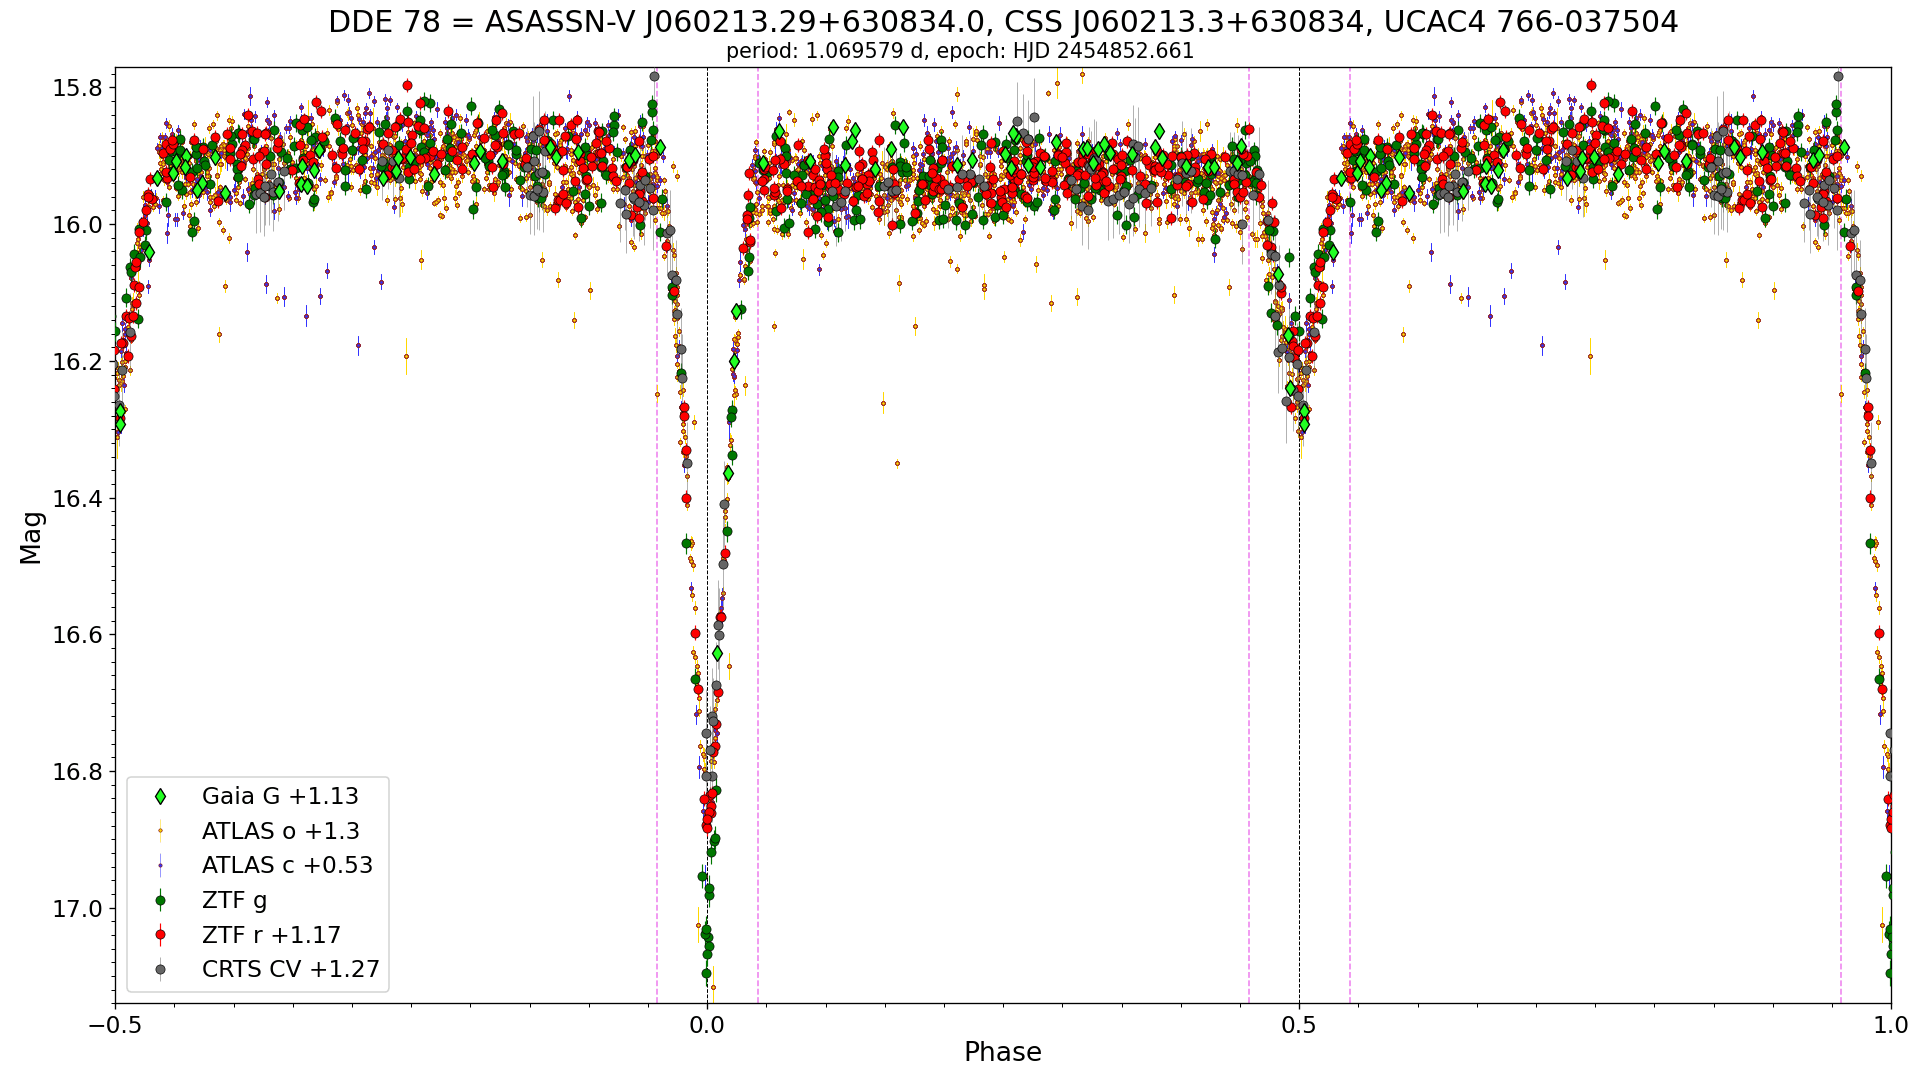 DDE 78 = ASASSN-V J060213.29+630834.0, CSS J060213.3+630834, UCAC4 766-037504
period: 1.069579 d, epoch: HJD 2454852.661
15.8
16.0
16.2
16.4
16.6
16.8
17.0
Mag
Gaia G +1.13
ATLAS o +1.3
ATLAS c +0.53
ZTF g
ZTF r +1.17
CRTS CV +1.27
−0.5 0.0 0.5 1.0
Phase